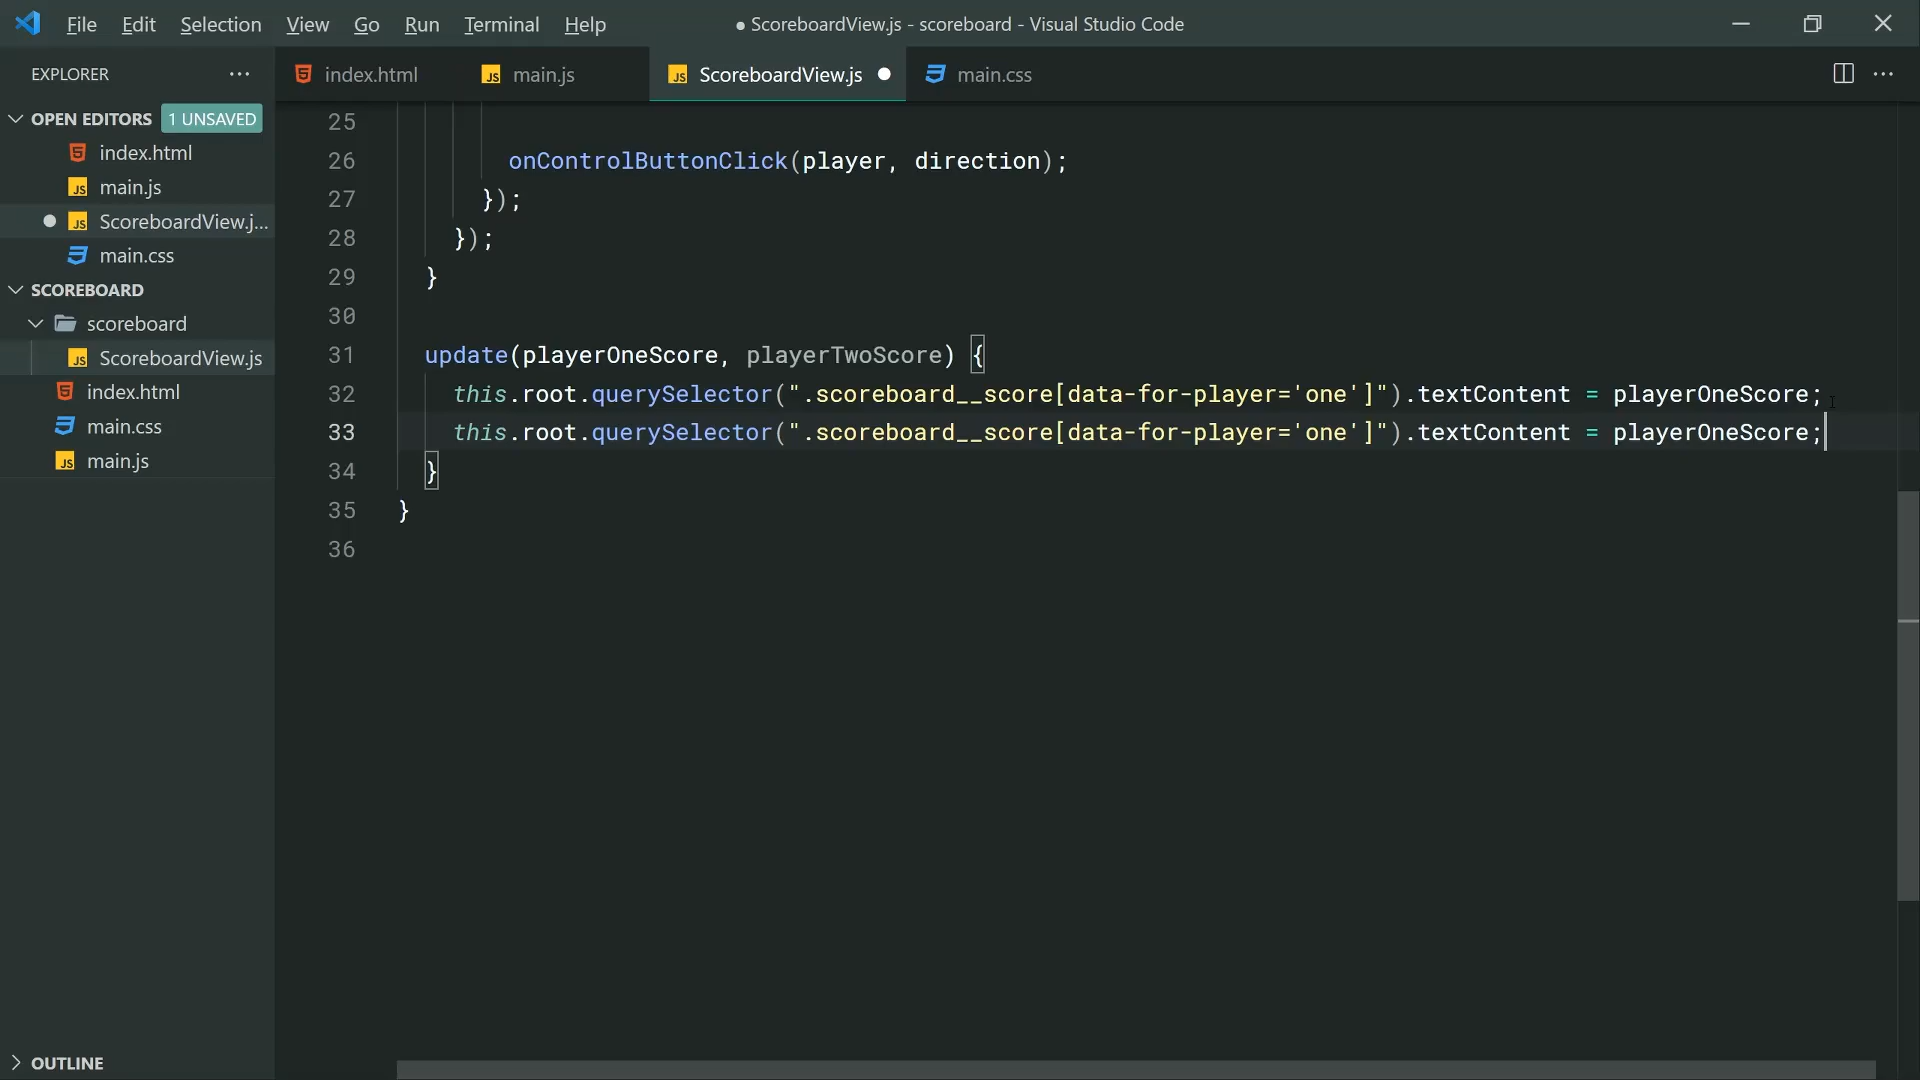 File Edit Selection View Go Run Terminal Help
● ScoreboardView.js - scoreboard - Visual Studio Code
EXPLORER
OPEN EDITORS 1 UNSAVED
index.html
main.js
ScoreboardView.j...
main.css
SCOREBOARD
scoreboard
ScoreboardView.js
index.html
main.css
main.js
OUTLINE
index.html main.js ScoreboardView.js main.css
25
26 onControlButtonClick(player, direction);
27 });
28 });
29 }
30
31 update(playerOneScore, playerTwoScore) {
32 this.root.querySelector(".scoreboard__score[data-for-player='one']").textContent = playerOneScore;
33 this.root.querySelector(".scoreboard__score[data-for-player='one']").textContent = playerOneScore;
34 }
35 }
36